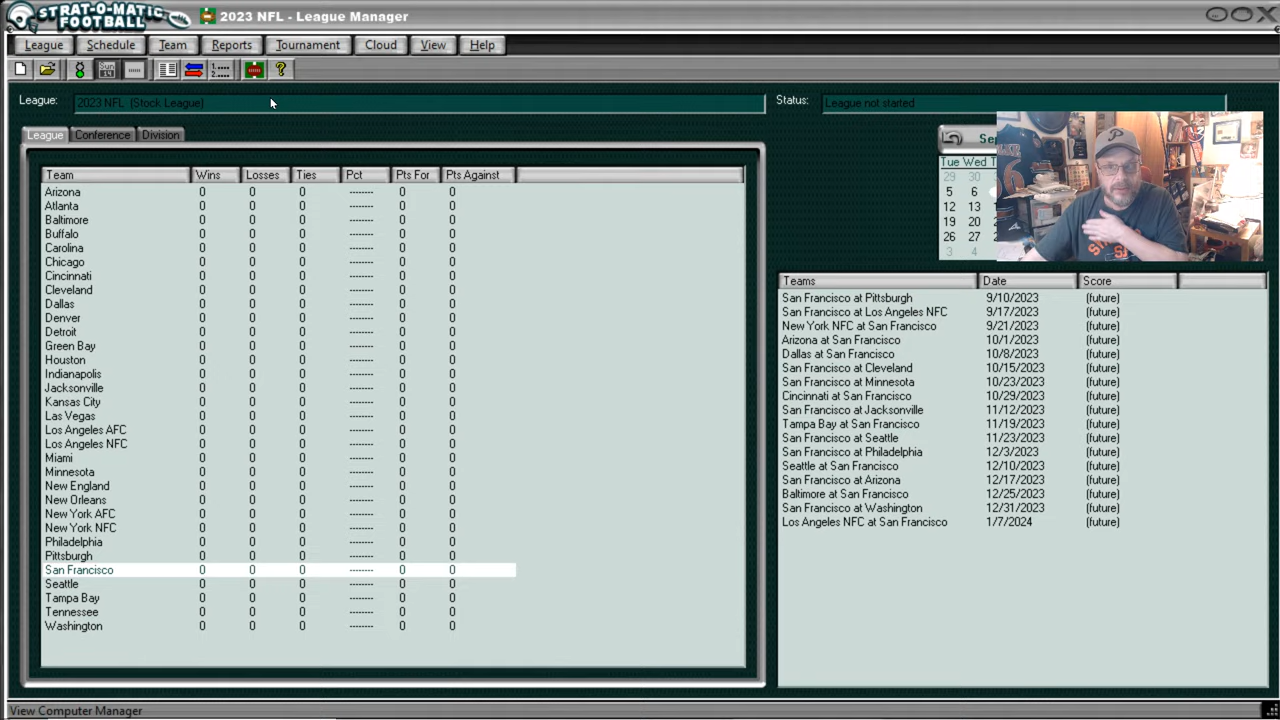 STRAT-O-MATIC
FOOTBALL
2023 NFL - League Manager
League Schedule Team Reports Tournament Cloud View Help
League: 2023 NFL (Stock League) Status: League not started
League Conference Division
Team Wins Losses Ties Pct Pts For Pts Against
Arizona 0 0 0 -------- 0 0
Atlanta 0 0 0 -------- 0 0
Baltimore 0 0 0 -------- 0 0
Buffalo 0 0 0 -------- 0 0
Carolina 0 0 0 -------- 0 0
Chicago 0 0 0 -------- 0 0
Cincinnati 0 0 0 -------- 0 0
Cleveland 0 0 0 -------- 0 0
Dallas 0 0 0 -------- 0 0
Denver 0 0 0 -------- 0 0
Detroit 0 0 0 -------- 0 0
Green Bay 0 0 0 -------- 0 0
Houston 0 0 0 -------- 0 0
Indianapolis 0 0 0 -------- 0 0
Jacksonville 0 0 0 -------- 0 0
Kansas City 0 0 0 -------- 0 0
Las Vegas 0 0 0 -------- 0 0
Los Angeles AFC 0 0 0 -------- 0 0
Los Angeles NFC 0 0 0 -------- 0 0
Miami 0 0 0 -------- 0 0
Minnesota 0 0 0 -------- 0 0
New England 0 0 0 -------- 0 0
New Orleans 0 0 0 -------- 0 0
New York AFC 0 0 0 -------- 0 0
New York NFC 0 0 0 -------- 0 0
Philadelphia 0 0 0 -------- 0 0
Pittsburgh 0 0 0 -------- 0 0
San Francisco 0 0 0 -------- 0 0
Seattle 0 0 0 -------- 0 0
Tampa Bay 0 0 0 -------- 0 0
Tennessee 0 0 0 -------- 0 0
Washington 0 0 0 -------- 0 0
Se
Tue Wed T
29 30
5 6
12 13
19 20
26 27
3 4
Teams Date Score
San Francisco at Pittsburgh 9/10/2023 (future)
San Francisco at Los Angeles NFC 9/17/2023 (future)
New York NFC at San Francisco 9/21/2023 (future)
Arizona at San Francisco 10/1/2023 (future)
Dallas at San Francisco 10/8/2023 (future)
San Francisco at Cleveland 10/15/2023 (future)
San Francisco at Minnesota 10/23/2023 (future)
Cincinnati at San Francisco 10/29/2023 (future)
San Francisco at Jacksonville 11/12/2023 (future)
Tampa Bay at San Francisco 11/19/2023 (future)
San Francisco at Seattle 11/23/2023 (future)
San Francisco at Philadelphia 12/3/2023 (future)
Seattle at San Francisco 12/10/2023 (future)
San Francisco at Arizona 12/17/2023 (future)
Baltimore at San Francisco 12/25/2023 (future)
San Francisco at Washington 12/31/2023 (future)
Los Angeles NFC at San Francisco 1/7/2024 (future)
View Computer Manager